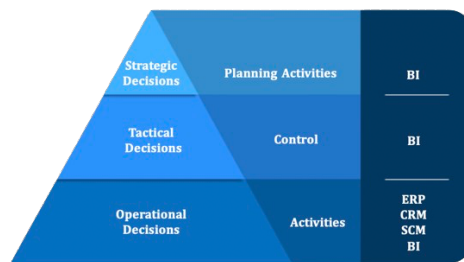 Strategic
Decisions
Planning Activities
BI
Tactical
Decisions
Control
BI
Operational
Decisions
Activities
ERP
CRM
SCM
BI